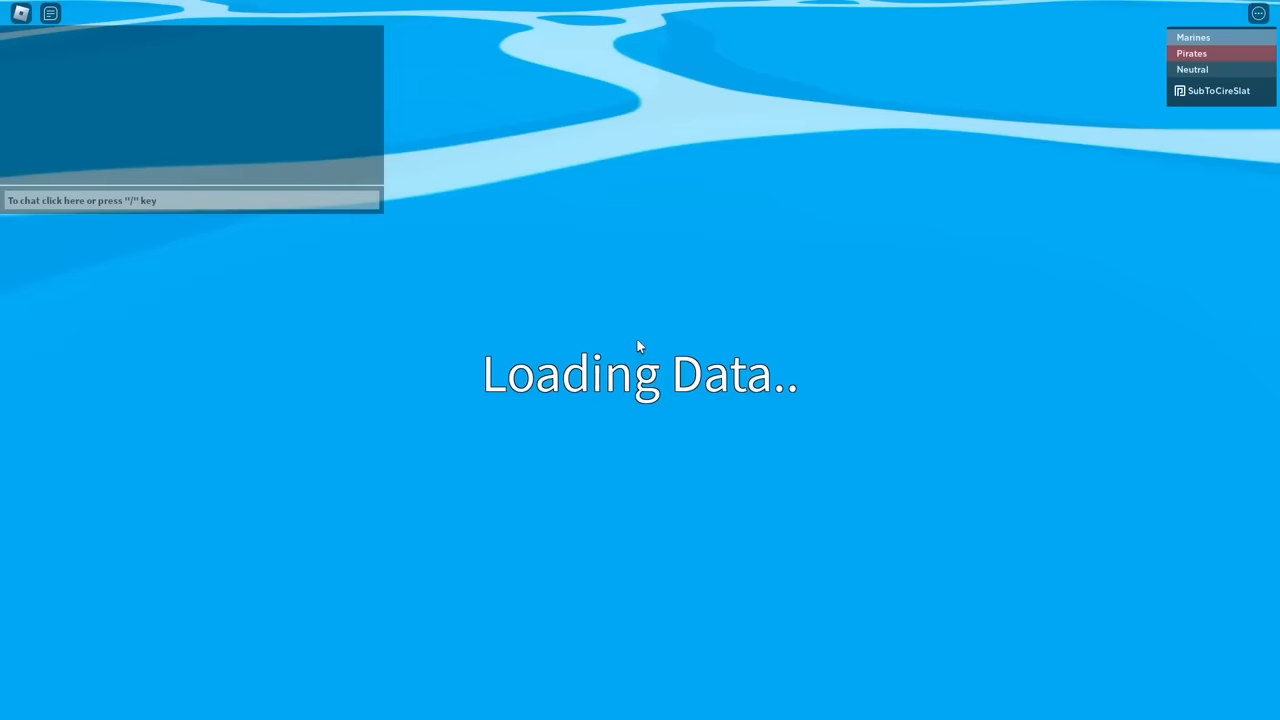 Marines
Pirates
Neutral
SubToCireSlat
To chat click here or press "/" key
Loading Data..